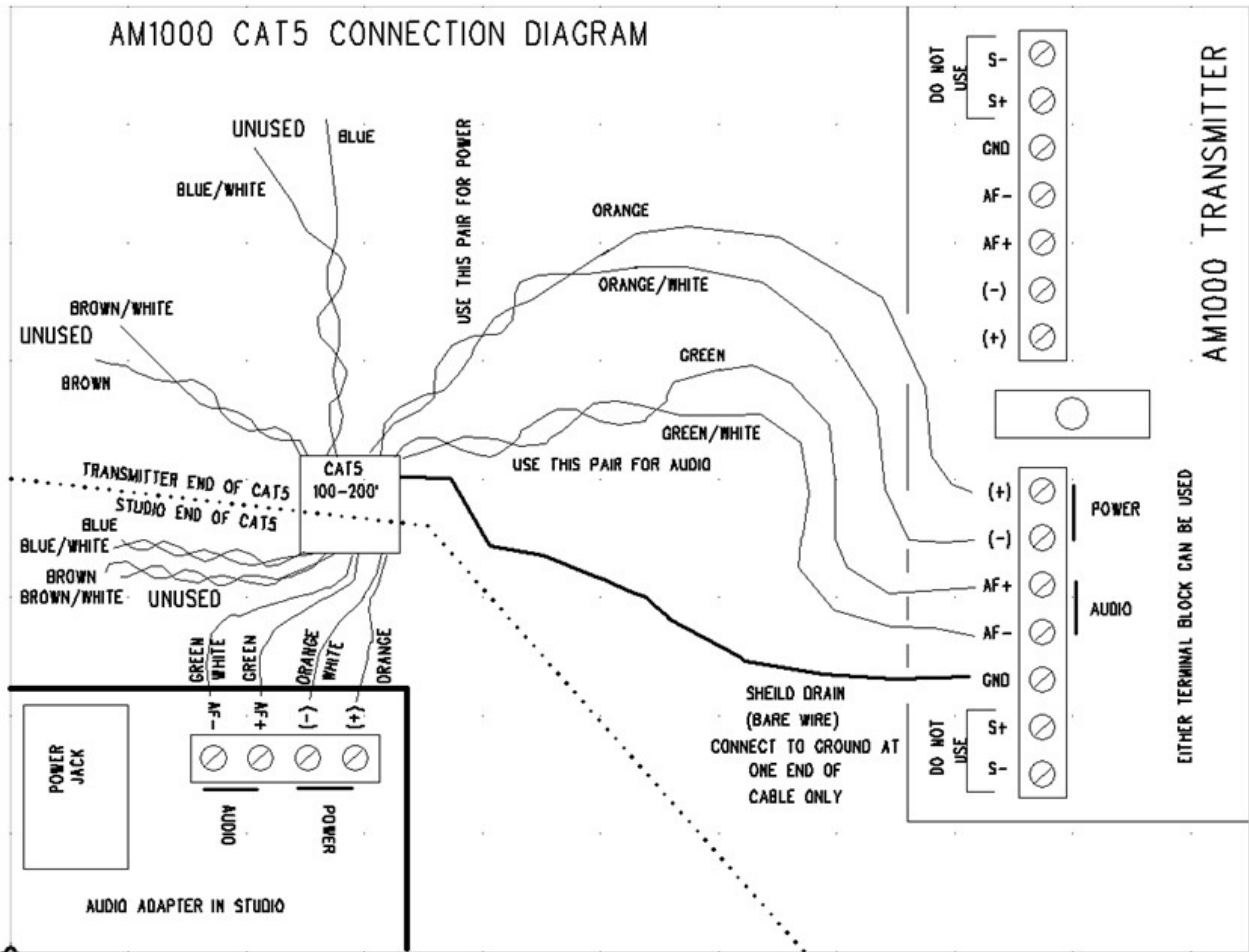 AM1000 CAT5 CONNECTION DIAGRAM
UNUSED
BLUE
BLUE/WHITE
USE THIS PAIR FOR POWER
ORANGE
ORANGE/WHITE
BROWN/WHITE
UNUSED
BROWN
GREEN
GREEN/WHITE
USE THIS PAIR FOR AUDIO
CAT5
100-200'
TRANSMITTER END OF CAT5
STUDIO END OF CAT5
BLUE
BLUE/WHITE
BROWN
BROWN/WHITE
UNUSED
GREEN
WHITE
GREEN
ORANGE
WHITE
ORANGE
AF-
AF+
(-)
(+)
POWER
JACK
AUDIO
POWER
AUDIO ADAPTER IN STUDIO
SHEILD DRAIN
(BARE WIRE)
CONNECT TO GROUND AT
ONE END OF
CABLE ONLY
AM1000 TRANSMITTER
DO NOT
USE
S-
S+
GND
AF-
AF+
(-)
(+)
(+)
(-)
POWER
AF+
AF-
AUDIO
GND
DO NOT
USE
S+
S-
EITHER TERMINAL BLOCK CAN BE USED